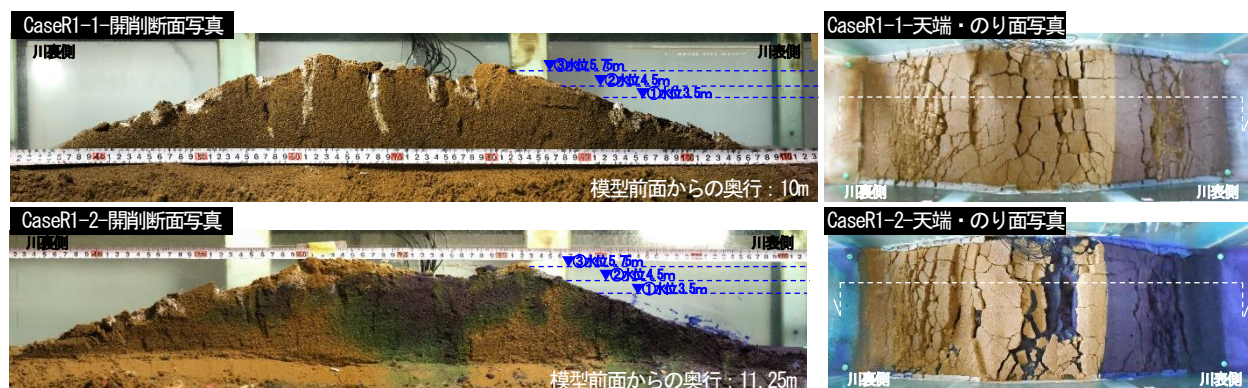 CaseR1-1-開削断面写真
川裏側
川表側
▼③水位5.75m
▼②水位4.5m
▼①水位3.5m
模型前面からの奥行：10m
CaseR1-1-天端・のり面写真
川裏側
川表側
CaseR1-2-開削断面写真
川裏側
川表側
▼③水位5.75m
▼②水位4.5m
▼①水位3.5m
模型前面からの奥行：11.25m
CaseR1-2-天端・のり面写真
川裏側
川表側